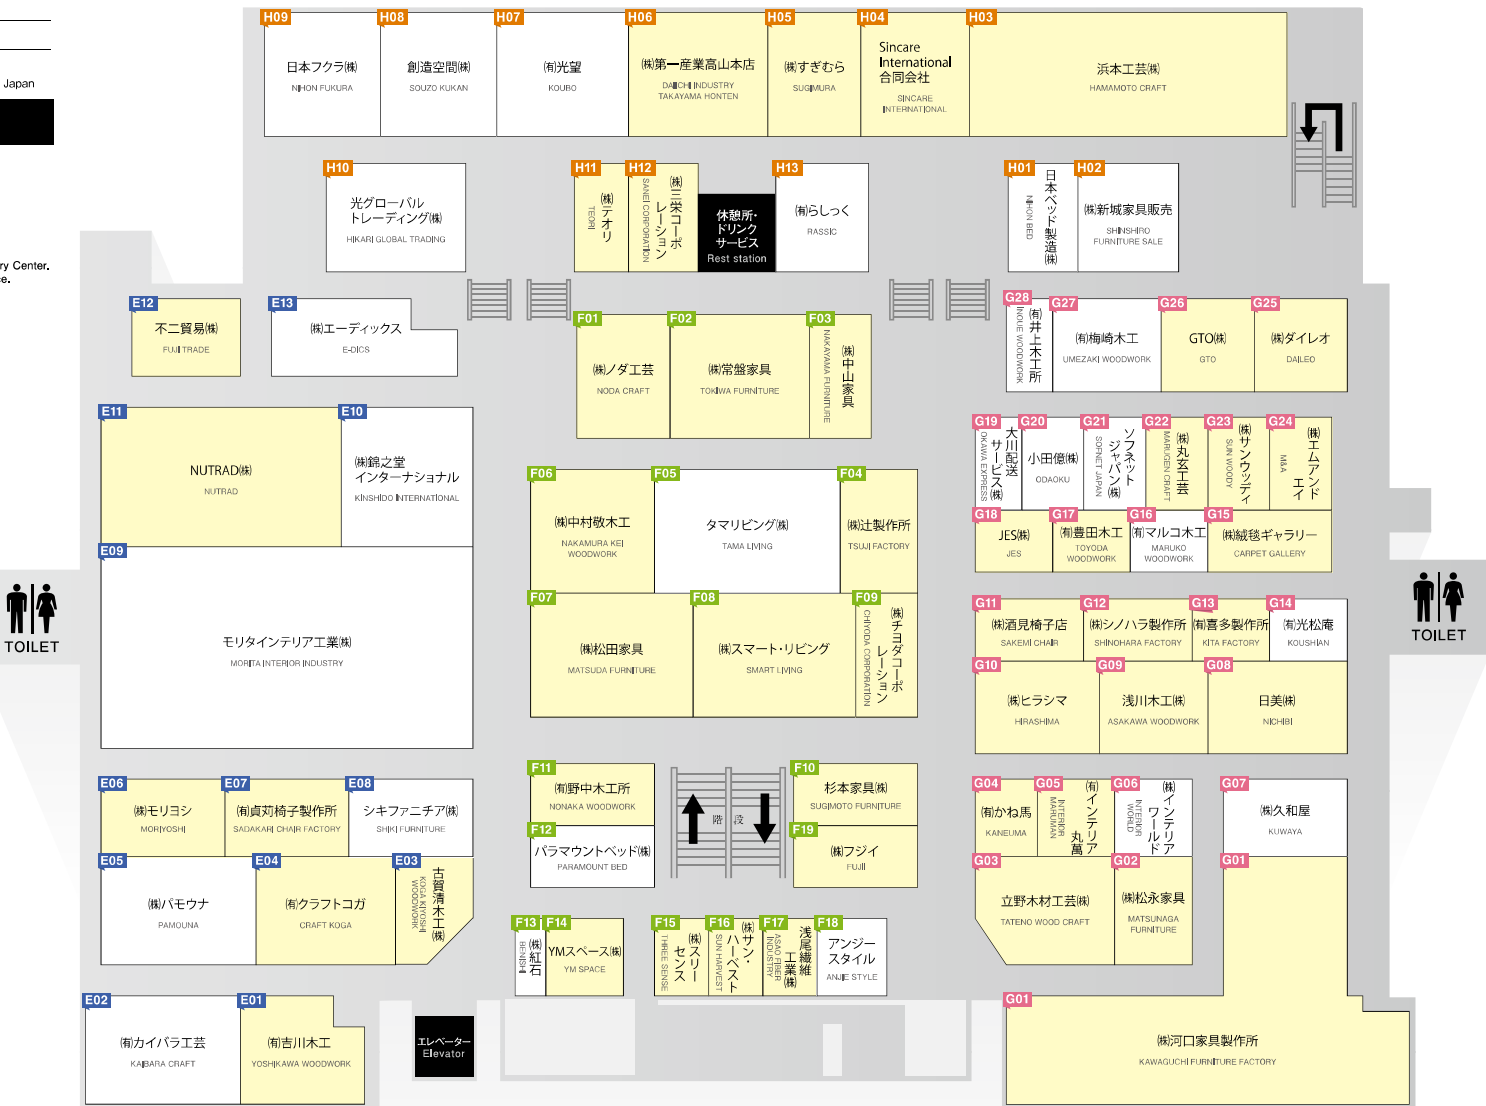 Japan
ry Center.
ce.
H09
日本フクラ㈱
NIHON FUKURA
H08
創造空間㈱
SOUZO KUKAN
H07
㈲光望
KOUBO
H06
㈱第一産業高山本店
DAIICHI INDUSTRY
TAKAYAMA HONTEN
H05
㈱すぎむら
SUGIMURA
H04
Sincare
International
合同会社
SINCARE
INTERNATIONAL
H03
浜本工芸㈱
HAMAMOTO CRAFT
H10
光グローバル
トレーディング㈱
HIKARI GLOBAL TRADING
H11
㈱テオリ
TEORI
H12
㈱三栄コーポ
レーション
SANEI CORPORATION
休憩所・
ドリンク
サービス
Rest station
H13
㈲らしっく
RASSIC
H01
日本ベッド製造㈱
NIHON BED
H02
㈱新城家具販売
SHINSHIRO
FURNITURE SALE
E12
不二貿易㈱
FUJI TRADE
E13
㈱エーディックス
E-DICS
F01
㈱ノダ工芸
NODA CRAFT
F02
㈱常盤家具
TOKIWA FURNITURE
F03
㈱中山家具
NAKAYAMA FURNITURE
G28
㈲井上木工所
INOUE WOODWORK
G27
㈲梅崎木工
UMEZAKI WOODWORK
G26
GTO㈱
GTO
G25
㈱ダイレオ
DAILEO
E11
NUTRAD㈱
NUTRAD
E10
㈱錦之堂
インターナショナル
KINSHIDO INTERNATIONAL
G19
大川配送
サービス㈱
OKAWA EXPRESS
G20
小田億㈱
ODAOKU
G21
ソフネット
ジャパン㈱
SOFNET JAPAN
G22
㈱丸玄工芸
MARUGEN CRAFT
G23
㈱サンウッディ
SUN WOODY
G24
㈱エムアンド
エイ
M&A
F06
㈱中村敬木工
NAKAMURA KEI
WOODWORK
F05
タマリビング㈱
TAMA LIVING
F04
㈱辻製作所
TSUJI FACTORY
G18
JES㈱
JES
G17
㈲豊田木工
TOYODA
WOODWORK
G16
㈲マルコ木工
MARUKO
WOODWORK
G15
㈱絨毯ギャラリー
CARPET GALLERY
E09
モリタインテリア工業㈱
MORITA INTERIOR INDUSTRY
TOILET
F07
㈱松田家具
MATSUDA FURNITURE
F08
㈱スマート・リビング
SMART LIVING
F09
㈱チヨダコーポ
レーション
CHIYODA CORPORATION
G11
㈱酒見椅子店
SAKEMI CHAIR
G12
㈱シノハラ製作所
SHINOHARA FACTORY
G13
㈲喜多製作所
KITA FACTORY
G14
㈲光松庵
KOUSHIAN
TOILET
G10
㈱ヒラシマ
HIRASHIMA
G09
浅川木工㈱
ASAKAWA WOODWORK
G08
日美㈱
NICHIBI
E06
㈱モリヨシ
MORIYOSHI
E07
㈲貞苅椅子製作所
SADAKARI CHAIR FACTORY
E08
シキファニチア㈱
SHIKI FURNITURE
F11
㈲野中木工所
NONAKA WOODWORK
階段
F10
杉本家具㈱
SUGIMOTO FURNITURE
G04
㈲かね馬
KANEUMA
G05
㈲インテリア
丸萬
INTERIOR
MARUMAN
G06
㈱インテリア
ワールド
INTERIOR
WORLD
G07
㈱久和屋
KUWAYA
E05
㈱パモウナ
PAMOUNA
E04
㈲クラフトコガ
CRAFT KOGA
E03
古賀清木工㈱
KOGA KIYOSHI
WOODWORK
F12
パラマウントベッド㈱
PARAMOUNT BED
F19
㈱フジイ
FUJII
G03
立野木材工芸㈱
TATENO WOOD CRAFT
G02
㈱松永家具
MATSUNAGA
FURNITURE
G01
F13
㈱紅石
BENISHI
F14
YMスペース㈱
YM SPACE
F15
㈱スリー
センス
THREE SENSE
F16
㈱サン・
ハーベスト
SUN HARVEST
F17
浅尾繊維
工業㈱
ASAO FIBER
INDUSTRY
F18
アンジー
スタイル
ANJIE STYLE
E02
㈲カイバラ工芸
KAIBARA CRAFT
E01
㈲吉川木工
YOSHIKAWA WOODWORK
エレベーター
Elevator
G01
㈱河口家具製作所
KAWAGUCHI FURNITURE FACTORY